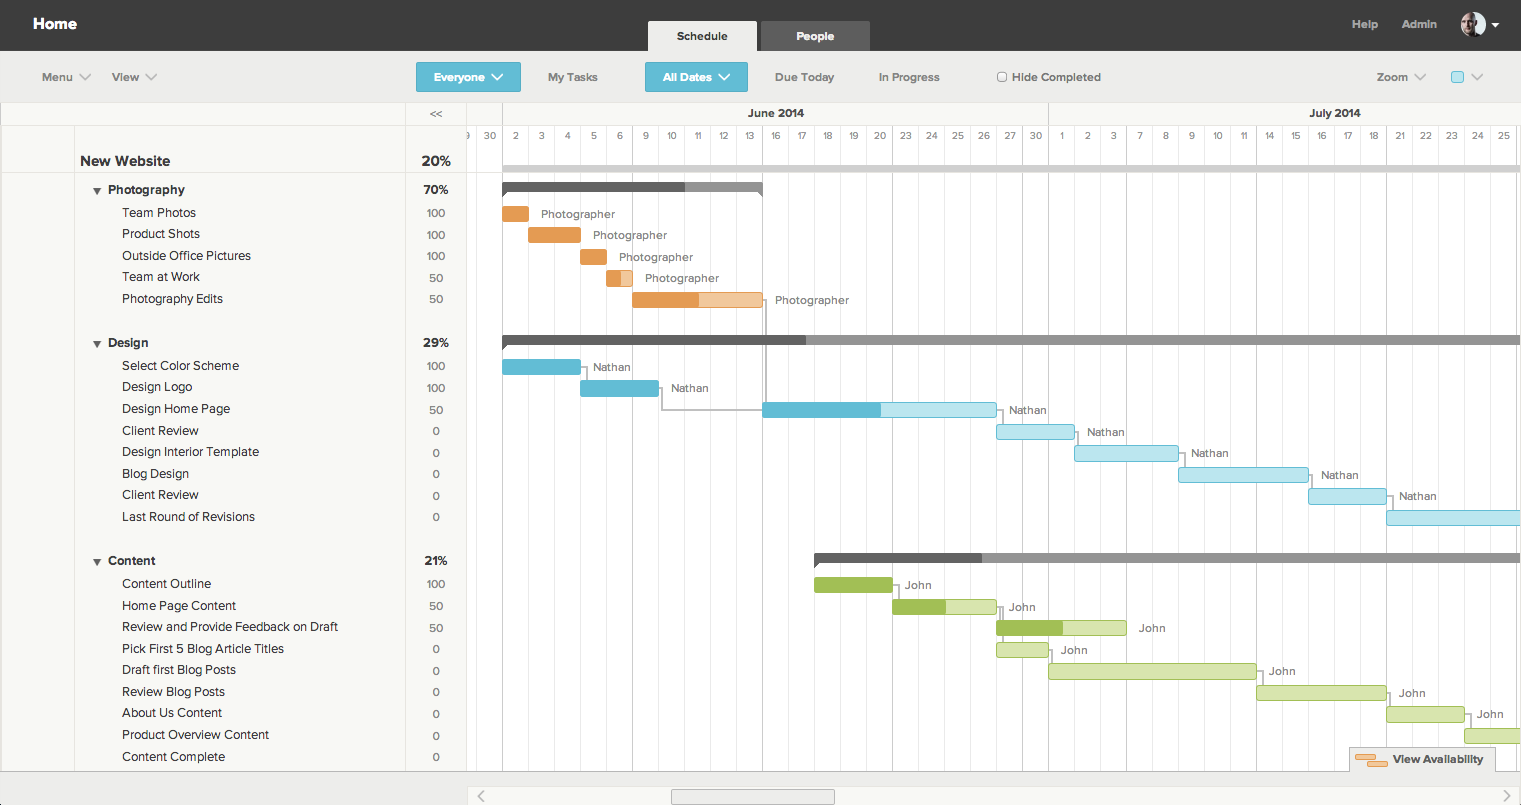 Home
Schedule
People
Help
Admin
Menu
View
Everyone
My Tasks
All Dates
Due Today
In Progress
Hide Completed
Zoom
<<
June 2014
July 2014
30 2 3 4 5 6 9 10 11 12 13 16 17 18 19 20 23 24 25 26 27 30 1 2 3 4 7 8 9 10 11 14 15 16 17 18 21 22 23 24 25
New Website 20%
Photography 70%
Team Photos 100 Photographer
Product Shots 100 Photographer
Outside Office Pictures 100 Photographer
Team at Work 50 Photographer
Photography Edits 50 Photographer
Design 29%
Select Color Scheme 100 Nathan
Design Logo 100 Nathan
Design Home Page 50 Nathan
Client Review 0 Nathan
Design Interior Template 0 Nathan
Blog Design 0 Nathan
Client Review 0 Nathan
Last Round of Revisions 0
Content 21%
Content Outline 100 John
Home Page Content 50 John
Review and Provide Feedback on Draft 50 John
Pick First 5 Blog Article Titles 0 John
Draft first Blog Posts 0 John
Review Blog Posts 0 John
About Us Content 0 John
Product Overview Content 0
Content Complete 0
View Availability